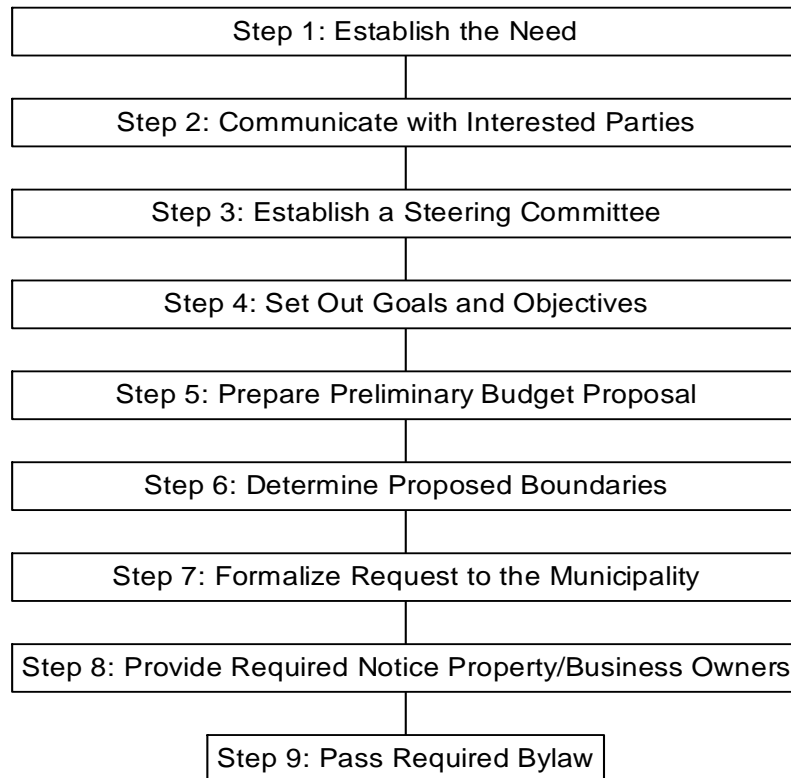 Step 1: Establish the Need
Step 2: Communicate with Interested Parties
Step 3: Establish a Steering Committee
Step 4: Set Out Goals and Objectives
Step 5: Prepare Preliminary Budget Proposal
Step 6: Determine Proposed Boundaries
Step 7: Formalize Request to the Municipality
Step 8: Provide Required Notice Property/Business Owners
Step 9: Pass Required Bylaw